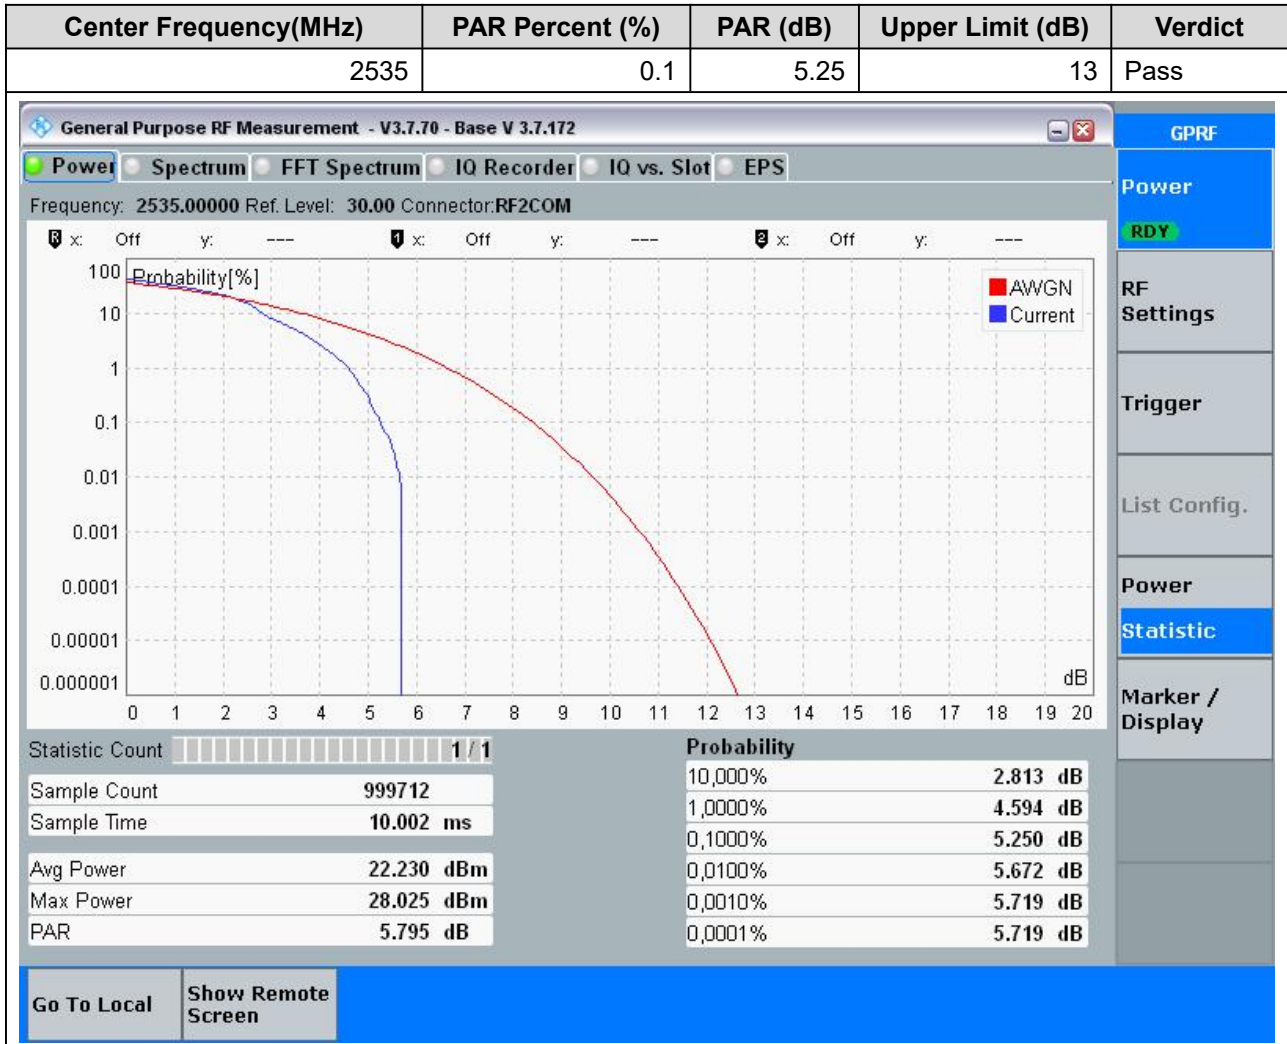 Center Frequency(MHz) PAR Percent (%) PAR (dB) Upper Limit (dB) Verdict
2535 0.1 5.25 13 Pass
General Purpose RF Measurement - V3.7.70 - Base V 3.7.172
GPRF
Power Spectrum FFT Spectrum IQ Recorder IQ vs. Slot EPS
Power
RDY
Frequency: 2535.00000 Ref. Level: 30.00 Connector:RF2COM
R x: Off y: --- 1 x: Off y: --- 2 x: Off y: ---
Probability[%]
AWGN
Current
100
10
1
0.1
0.01
0.001
0.0001
0.00001
0.000001
dB
0 1 2 3 4 5 6 7 8 9 10 11 12 13 14 15 16 17 18 19 20
RF
Settings
Trigger
List Config.
Power
Statistic
Marker /
Display
Statistic Count 1 / 1
Sample Count 999712
Sample Time 10.002 ms
Avg Power 22.230 dBm
Max Power 28.025 dBm
PAR 5.795 dB
Probability
10,000% 2.813 dB
1,0000% 4.594 dB
0,1000% 5.250 dB
0,0100% 5.672 dB
0,0010% 5.719 dB
0,0001% 5.719 dB
Go To Local
Show Remote
Screen